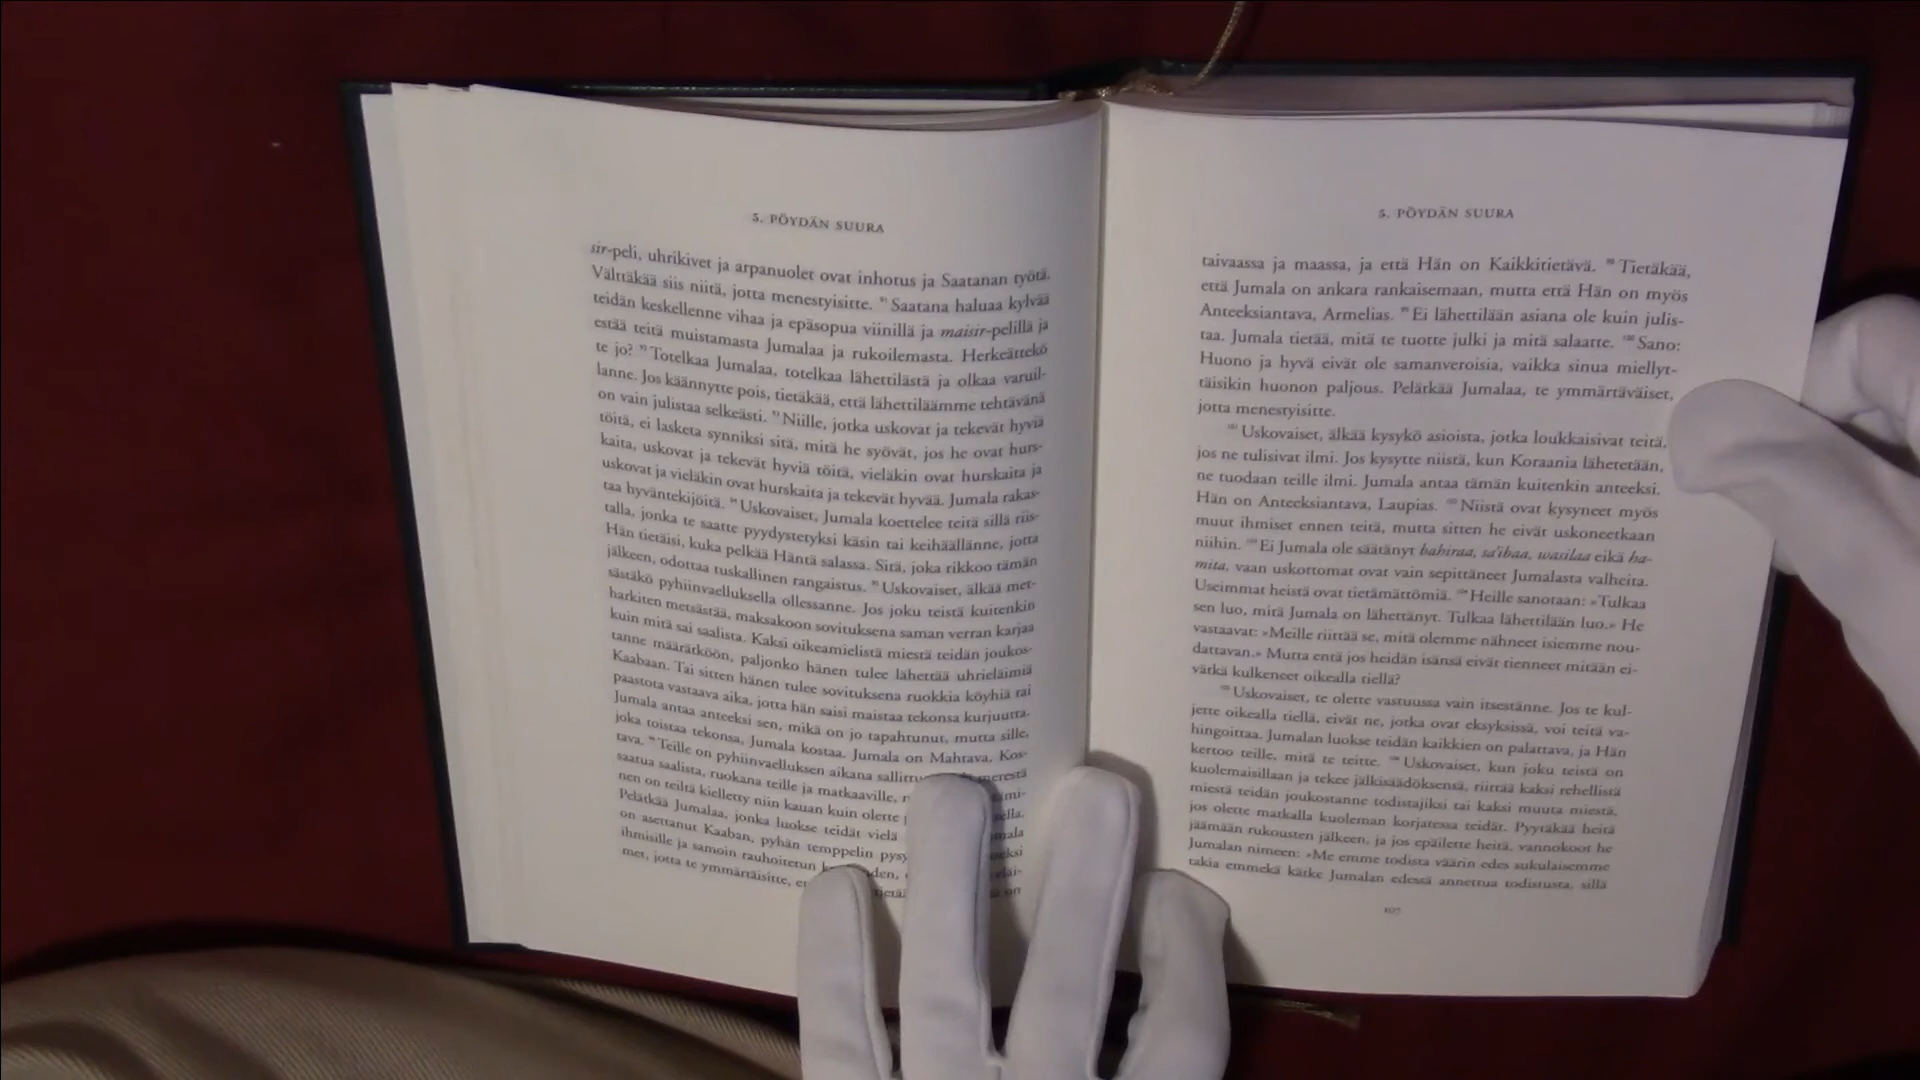 5. PÖYDÄN SUURA
sir-peli, uhrikivet ja arpanuolet ovat inhotus ja Saatanan työtä.
Välttäkää siis niitä, jotta menestyisitte. ⁹¹Saatana haluaa kylvää
teidän keskellenne vihaa ja epäsopua viinillä ja maisir-pelillä ja
estää teitä muistamasta Jumalaa ja rukoilemasta. Herkeättekö
te jo? ⁹²Totelkaa Jumalaa, totelkaa lähettilästä ja olkaa varuil-
lanne. Jos käännytte pois, tietäkää, että lähettiläämme tehtävänä
on vain julistaa selkeästi. ⁹³Niille, jotka uskovat ja tekevät hyviä
töitä, ei lasketa synniksi sitä, mitä he syövät, jos he ovat hurs-
kaita, uskovat ja tekevät hyviä töitä, vieläkin ovat hurskaita ja
uskovat ja vieläkin ovat hurskaita ja tekevät hyvää. Jumala rakas-
taa hyväntekijöitä. ⁹⁴Uskovaiset, Jumala koettelee teitä sillä riis-
talla, jonka te saatte pyydystetyksi käsin tai keihäällänne, jotta
Hän tietäisi, kuka pelkää Häntä salassa. Sitä, joka rikkoo tämän
jälkeen, odottaa tuskallinen rangaistus. ⁹⁵Uskovaiset, älkää met-
sästäkö pyhiinvaelluksella ollessanne. Jos joku teistä kuitenkin
harkiten metsästää, maksakoon sovituksena saman verran karjaa
kuin mitä sai saalista. Kaksi oikeamielistä miestä teidän joukos-
tanne määrätköön, paljonko hänen tulee lähettää uhrieläimiä
Kaabaan. Tai sitten hänen tulee sovituksena ruokkia köyhiä tai
paastota vastaava aika, jotta hän saisi maistaa tekonsa kurjuutta.
Jumala antaa anteeksi sen, mikä on jo tapahtunut, mutta sille,
joka toistaa tekonsa, Jumala kostaa. Jumala on Mahtava, Kos-
tava. ⁹⁶Teille on pyhiinvaelluksen aikana sallittu merestä
saatua saalista, ruokana teille ja matkaaville,
nen on teiltä kielletty niin kauan kuin olette
Pelätkää Jumalaa, jonka luokse teidät vielä
on asettanut Kaaban, pyhän temppelin
ihmisille ja samoin rauhoitetun
met, jotta te ymmärtäisitte, on
5. PÖYDÄN SUURA
taivaassa ja maassa, ja että Hän on Kaikkitietävä. ⁹⁸Tietäkää,
että Jumala on ankara rankaisemaan, mutta että Hän on myös
Anteeksiantava, Armelias. ⁹⁹Ei lähettilään asiana ole kuin julis-
taa. Jumala tietää, mitä te tuotte julki ja mitä salaatte. ¹⁰⁰Sano:
Huono ja hyvä eivät ole samanveroisia, vaikka sinua miellyt-
täisikin huonon paljous. Pelätkää Jumalaa, te ymmärtäväiset,
jotta menestyisitte.
¹⁰¹Uskovaiset, älkää kysykö asioista, jotka loukkaisivat teitä,
jos ne tulisivat ilmi. Jos kysytte niistä, kun Koraania lähetetään,
ne tuodaan teille ilmi. Jumala antaa tämän kuitenkin anteeksi.
Hän on Anteeksiantava, Laupias. ¹⁰²Niistä ovat kysyneet myös
muut ihmiset ennen teitä, mutta sitten he eivät uskoneetkaan
niihin. ¹⁰³Ei Jumala ole säätänyt bahiraa, sa'ibaa, wasilaa eikä ha-
mita, vaan uskottomat ovat vain sepittäneet Jumalasta valheita.
Useimmat heistä ovat tietämättömiä. ¹⁰⁴Heille sanotaan: »Tulkaa
sen luo, mitä Jumala on lähettänyt. Tulkaa lähettilään luo.» He
vastaavat: »Meille riittää se, mitä olemme nähneet isiemme nou-
dattavan.» Mutta entä jos heidän isänsä eivät tienneet mitään ei-
vätkä kulkeneet oikealla tiellä?
¹⁰⁵Uskovaiset, te olette vastuussa vain itsestänne. Jos te kul-
jette oikealla tiellä, eivät ne, jotka ovat eksyksissä, voi teitä va-
hingoittaa. Jumalan luokse teidän kaikkien on palattava, ja Hän
kertoo teille, mitä te teitte. ¹⁰⁶Uskovaiset, kun joku teistä on
kuolemaisillaan ja tekee jälkisäädöksensä, riittää kaksi rehellistä
miestä teidän joukostanne todistajiksi tai kaksi muuta miestä,
jos olette matkalla kuoleman korjatessa teidät. Pyytäkää heitä
jäämään rukousten jälkeen, ja jos epäilette heitä, vannokoot he
Jumalan nimeen: »Me emme todista väärin edes sukulaisemme
takia emmekä kätke Jumalan edessä annettua todistusta, sillä
107